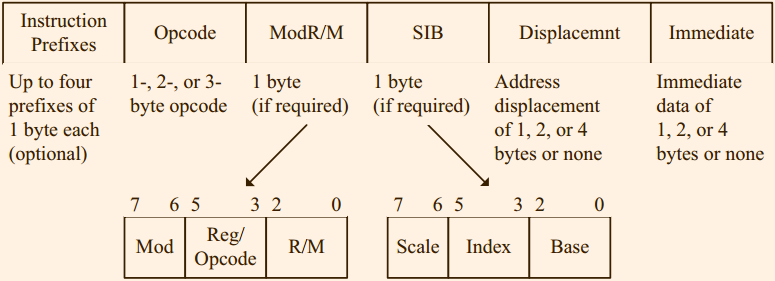 Instruction Prefixes Opcode ModR/M SIB Displacemnt Immediate
Up to four prefixes of 1 byte each (optional)
1-, 2-, or 3-byte opcode
1 byte (if required)
1 byte (if required)
Address displacement of 1, 2, or 4 bytes or none
Immediate data of 1, 2, or 4 bytes or none
7 6 5 3 2 0
Mod Reg/Opcode R/M
7 6 5 3 2 0
Scale Index Base